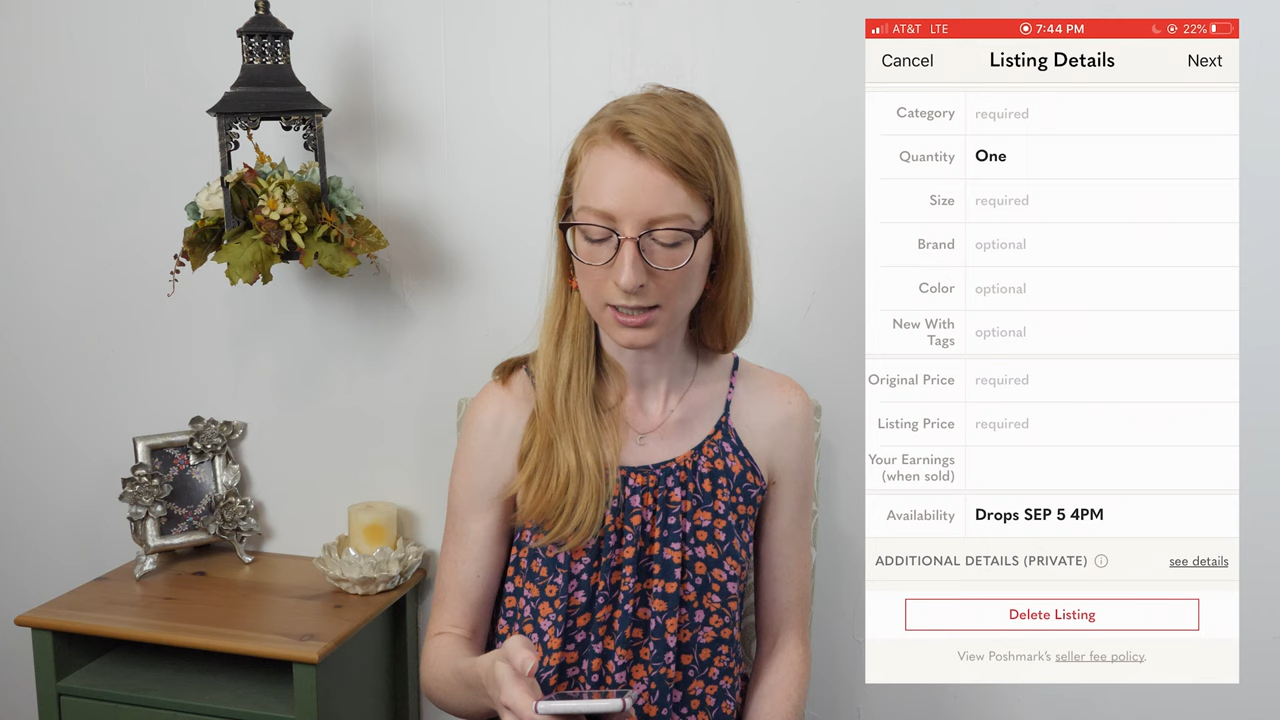 AT&T LTE 7:44 PM 22%
Cancel Listing Details Next
Category required
Quantity One
Size required
Brand optional
Color optional
New With
Tags optional
Original Price required
Listing Price required
Your Earnings
(when sold)
Availability Drops SEP 5 4PM
ADDITIONAL DETAILS (PRIVATE) see details
Delete Listing
View Poshmark's seller fee policy.